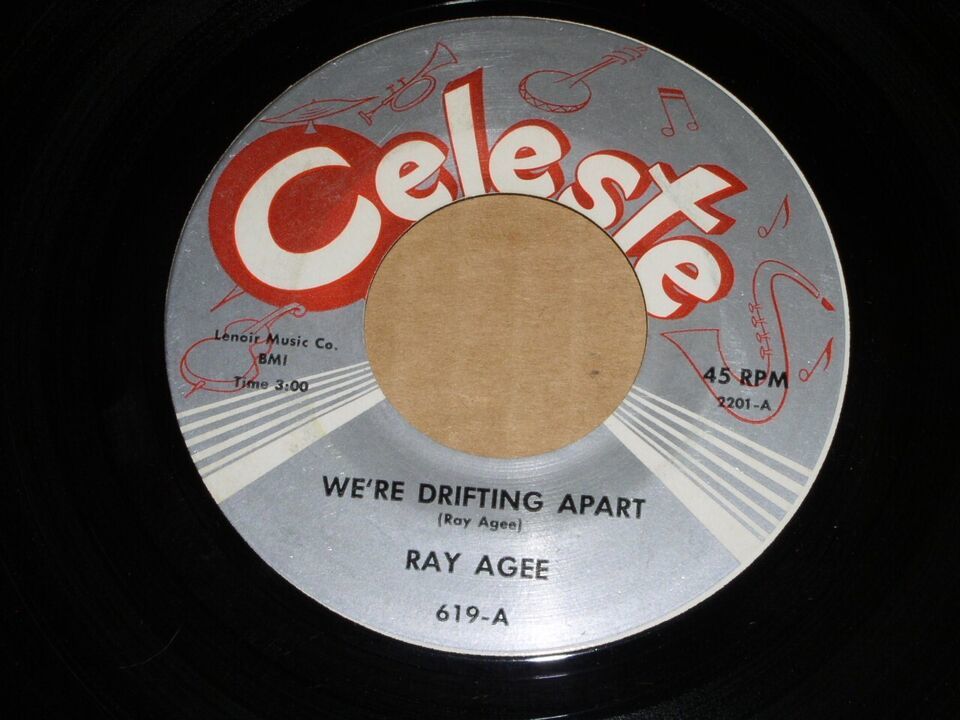 Celeste
Lenoir Music Co.
BMI
Time 3:00
45 RPM
2201-A
WE'RE DRIFTING APART
(Ray Agee)
RAY AGEE
619-A